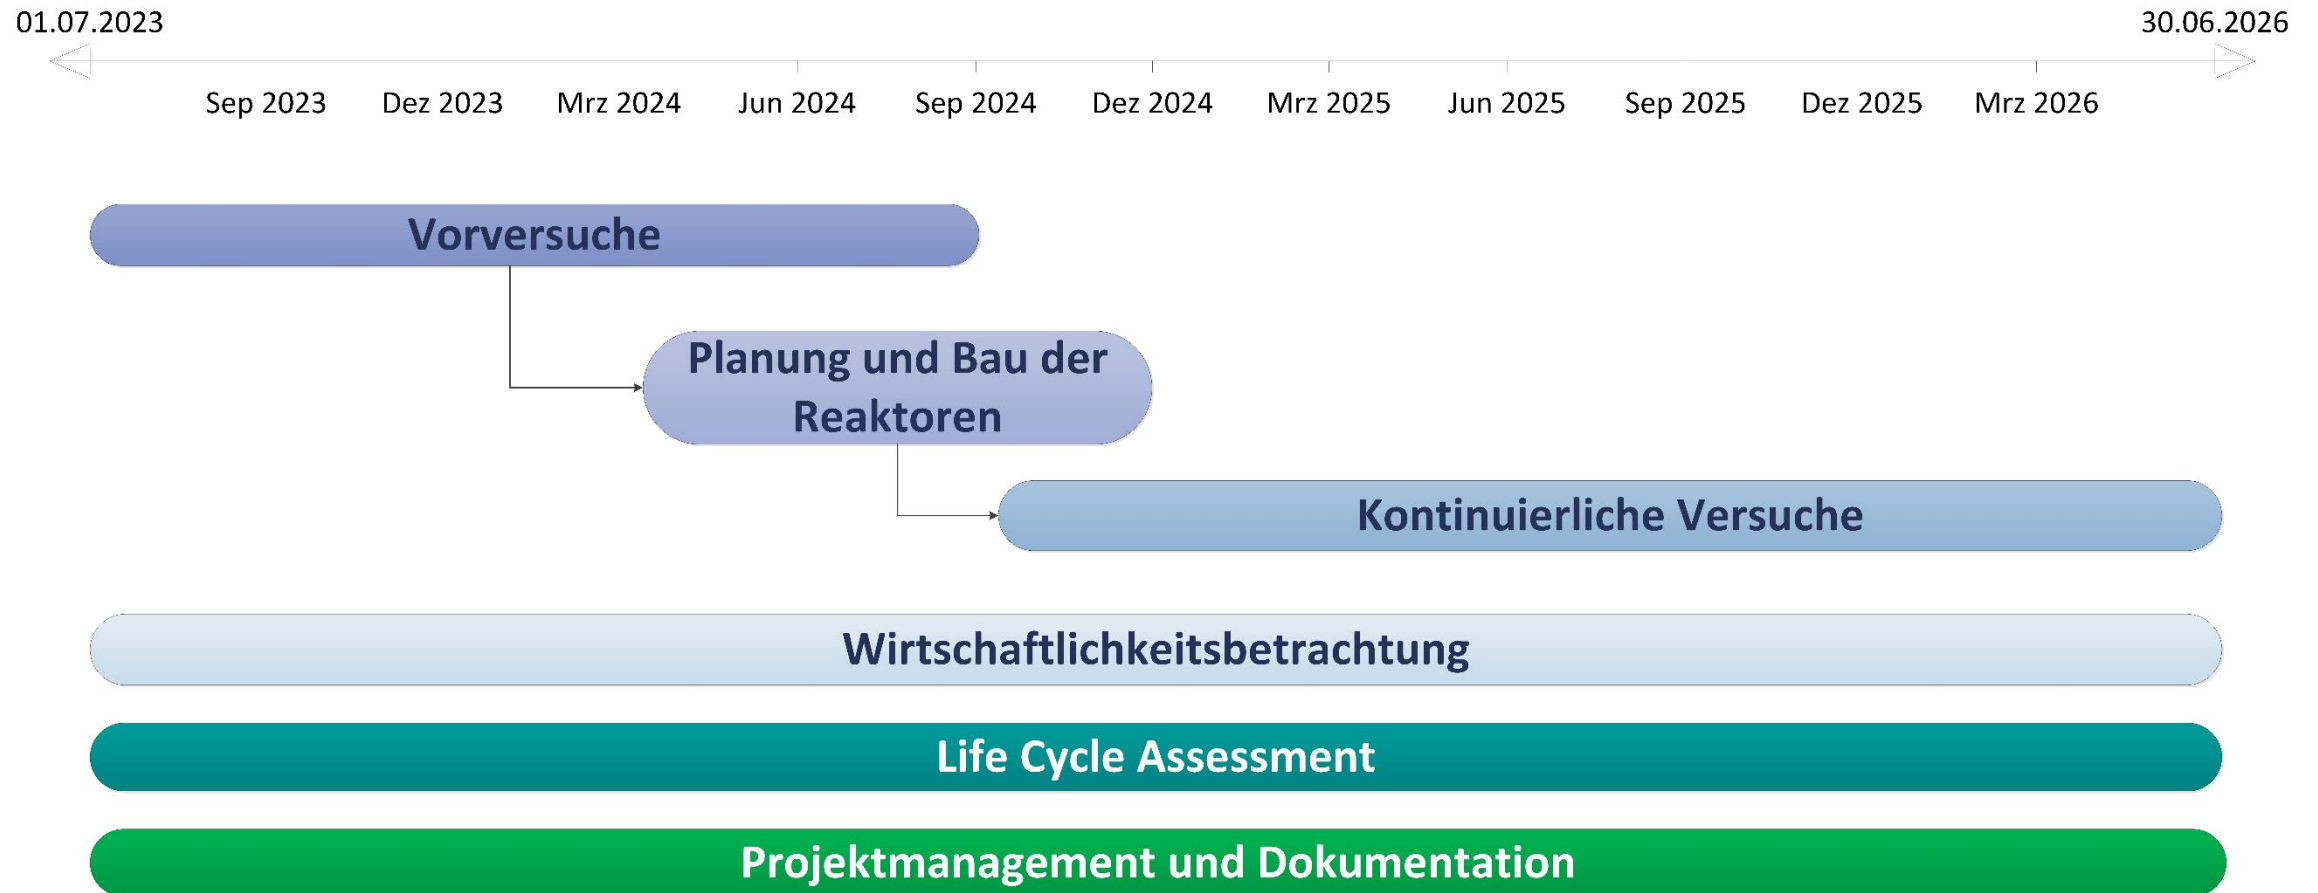 01.07.2023
30.06.2026
Sep 2023
Dez 2023
Mrz 2024
Jun 2024
Sep 2024
Dez 2024
Mrz 2025
Jun 2025
Sep 2025
Dez 2025
Mrz 2026
Vorversuche
Planung und Bau der
Reaktoren
Kontinuierliche Versuche
Wirtschaftlichkeitsbetrachtung
Life Cycle Assessment
Projektmanagement und Dokumentation